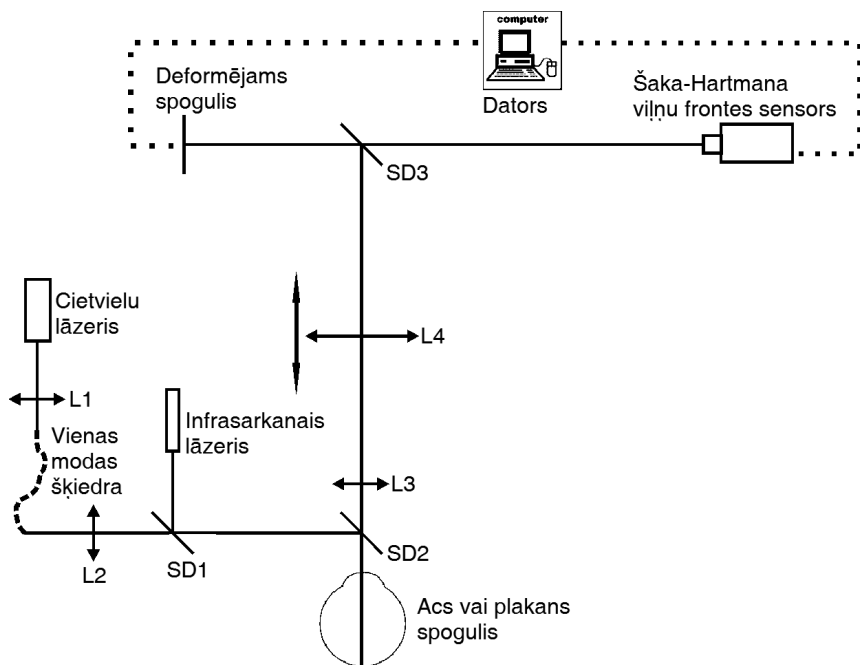 computer
Dators
Deformējams
spogulis
Šaka-Hartmana
viļņu frontes sensors
SD3
Cietvielu
lāzeris
L4
L1
Infrasarkanais
lāzeris
Vienas
modas
šķiedra
L3
L2
SD1
SD2
Acs vai plakans
spogulis